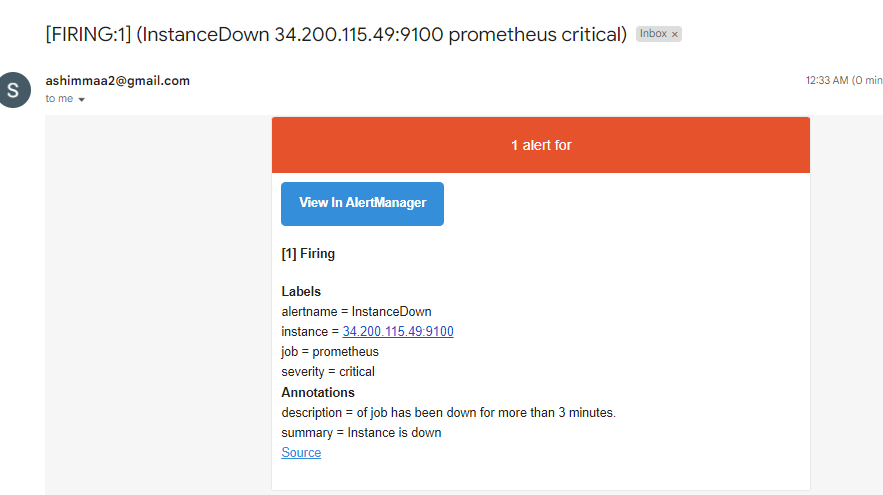 [FIRING:1] (InstanceDown 34.200.115.49:9100 prometheus critical) Inbox ×
S
ashimmaa2@gmail.com
12:33 AM (0 min
to me
1 alert for
View In AlertManager
[1] Firing
Labels
alertname = InstanceDown
instance = 34.200.115.49:9100
job = prometheus
severity = critical
Annotations
description = of job has been down for more than 3 minutes.
summary = Instance is down
Source